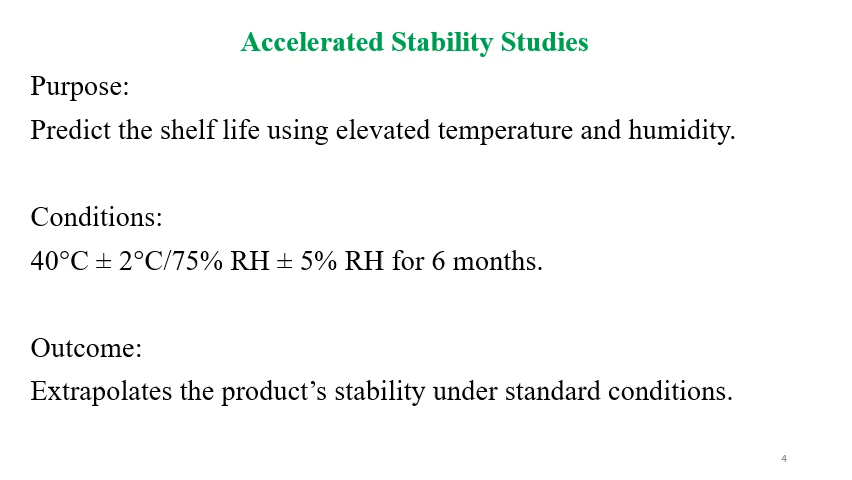 Accelerated Stability Studies
Purpose:
Predict the shelf life using elevated temperature and humidity.
Conditions:
40°C ± 2°C/75% RH ± 5% RH for 6 months.
Outcome:
Extrapolates the product’s stability under standard conditions.
4